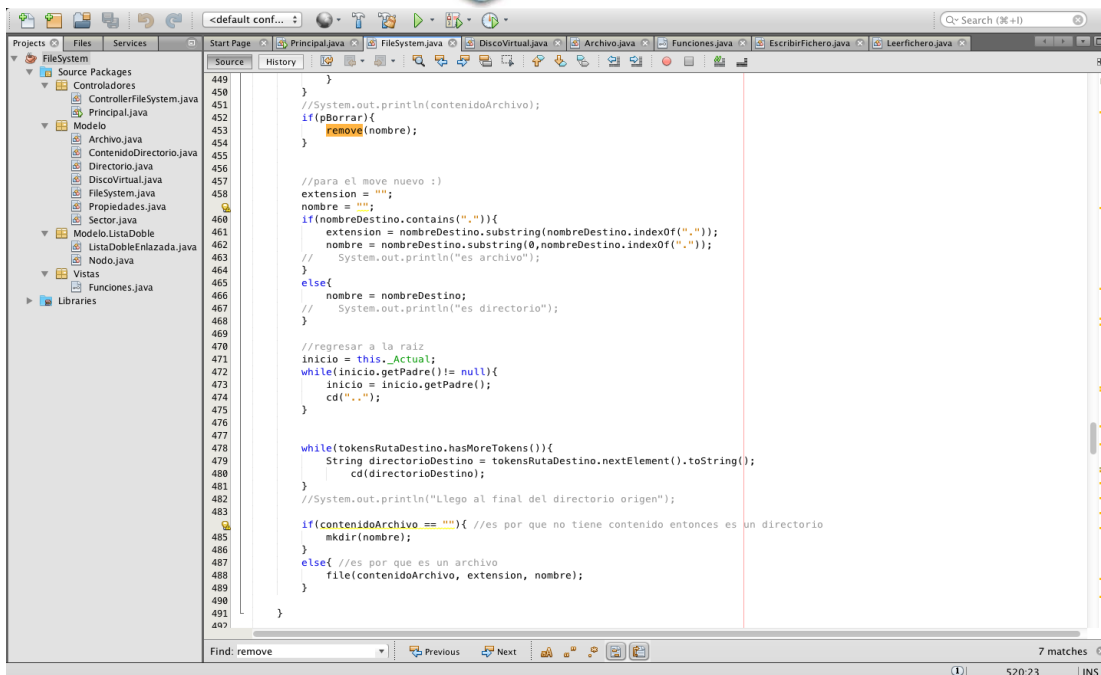 <default conf...
Search (⌘+I)
Projects Files Services
Start Page Principal.java FileSystem.java DiscoVirtual.java Archivo.java Funciones.java EscribirFichero.java Leerfichero.java
Source History
FileSystem
Source Packages
Controladores
ControllerFileSystem.java
Principal.java
Modelo
Archivo.java
ContenidoDirectorio.java
Directorio.java
DiscoVirtual.java
FileSystem.java
Propiedades.java
Sector.java
Modelo.ListaDoble
ListaDobleEnlazada.java
Nodo.java
Vistas
Funciones.java
Libraries
449 }
450 }
451 //System.out.println(contenidoArchivo);
452 if(pBorrar){
453 remove(nombre);
454 }
455
456
457 //para el move nuevo :)
458 extension = "";
nombre = "";
460 if(nombreDestino.contains(".")){
461 extension = nombreDestino.substring(nombreDestino.indexOf("."));
462 nombre = nombreDestino.substring(0,nombreDestino.indexOf("."));
463 // System.out.println("es archivo");
464 }
465 else{
466 nombre = nombreDestino;
467 // System.out.println("es directorio");
468 }
469
470 //regresar a la raiz
471 inicio = this._Actual;
472 while(inicio.getPadre()!= null){
473 inicio = inicio.getPadre();
474 cd("..");
475 }
476
477
478 while(tokensRutaDestino.hasMoreTokens()){
479 String directorioDestino = tokensRutaDestino.nextElement().toString();
480 cd(directorioDestino);
481 }
482 //System.out.println("Llego al final del directorio origen");
483
if(contenidoArchivo == ""){ //es por que no tiene contenido entonces es un directorio
485 mkdir(nombre);
486 }
487 else{ //es por que es un archivo
488 file(contenidoArchivo, extension, nombre);
489 }
490
491 }
492
Find: remove Previous Next 7 matches
1 520:23 INS